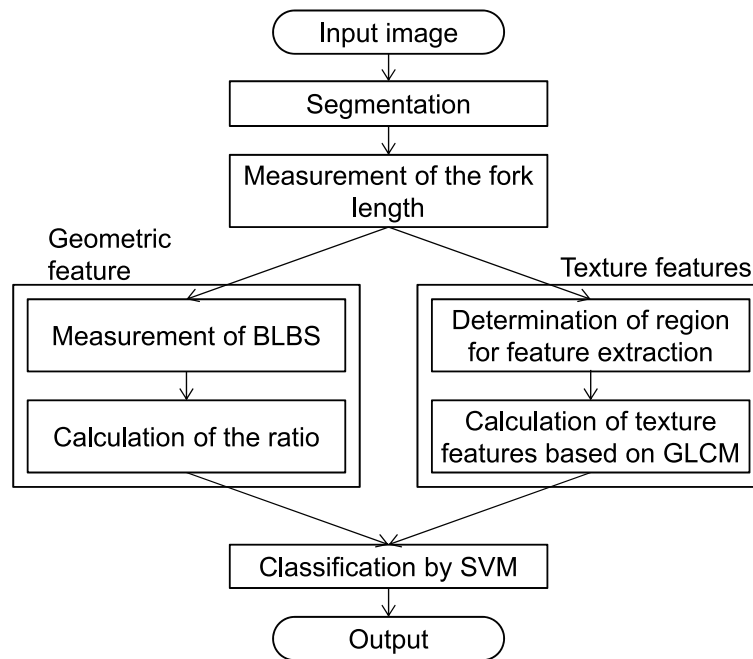 Input image
Segmentation
Measurement of the fork
length
Geometric
feature
Measurement of BLBS
Calculation of the ratio
Texture features
Determination of region
for feature extraction
Calculation of texture
features based on GLCM
Classification by SVM
Output